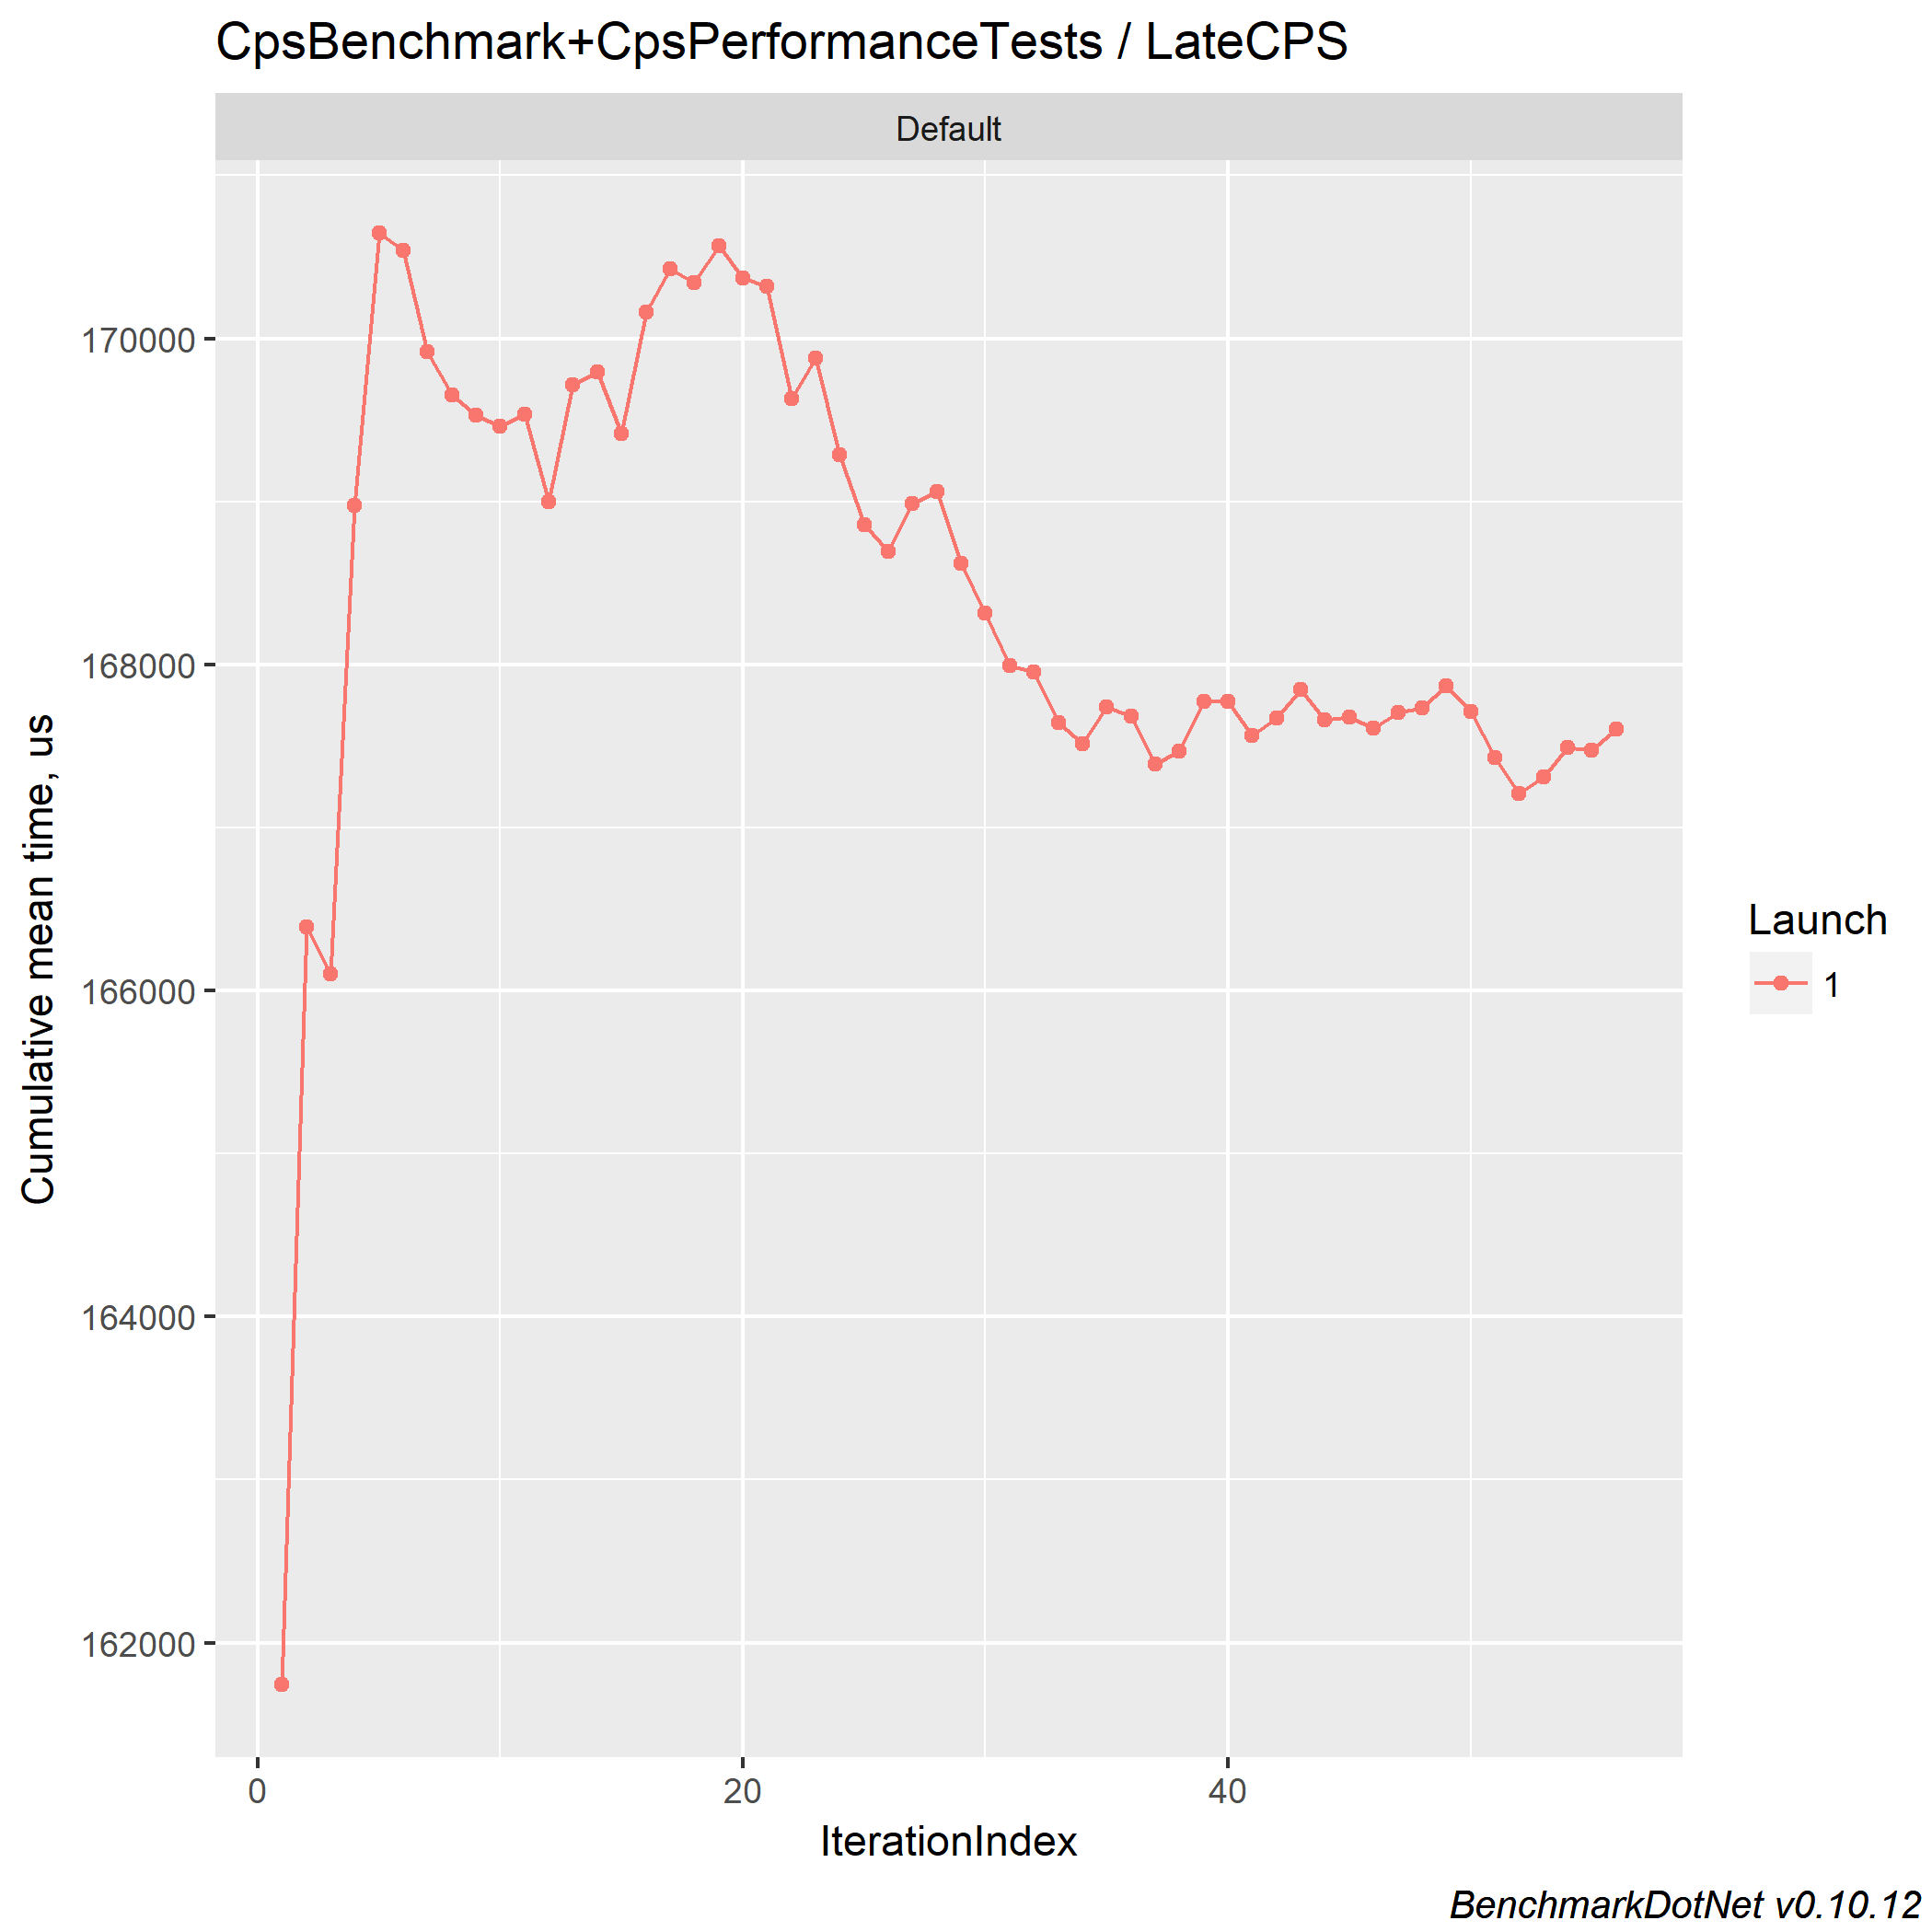 CpsBenchmark+CpsPerformanceTests / LateCPS
Default
Cumulative mean time, us
170000
168000
166000
164000
162000
0 20 40
IterationIndex
Launch
1
BenchmarkDotNet v0.10.12